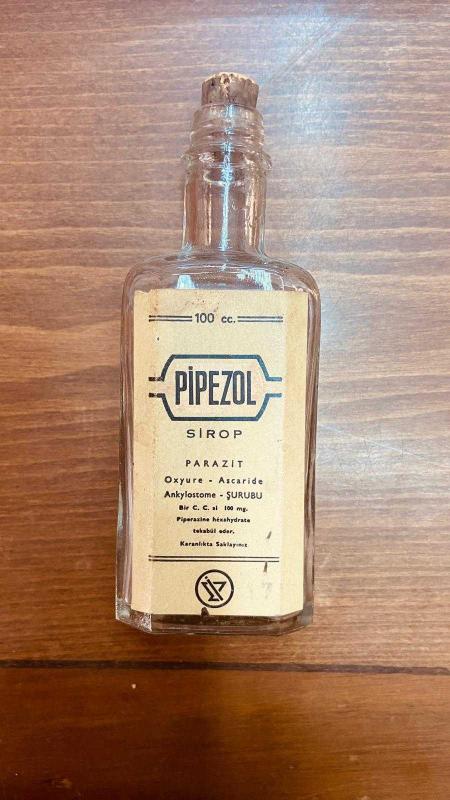 100 cc.
PİPEZOL
SİROP
PARAZİT
Oxyure - Ascaride
Ankylostome - ŞURUBU
Bir C. C. si 100 mg.
Piperazine héxahydrate
tekabül eder.
Karanlıkta Saklayınız